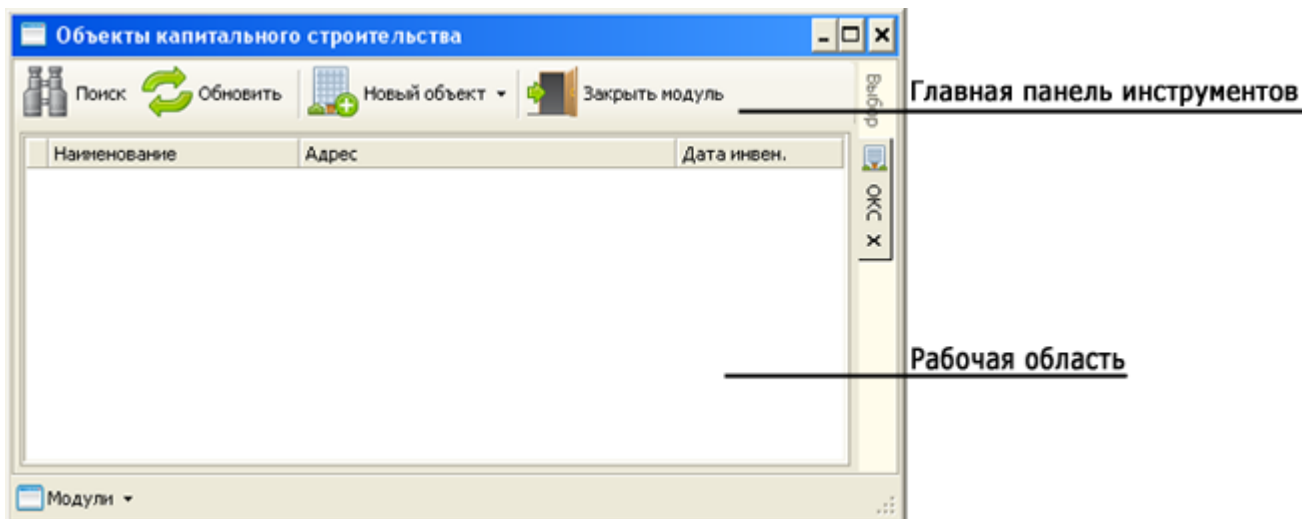 Объекты капитального строительства
Поиск Обновить Новый объект Закрыть модуль
Выбор
Главная панель инструментов
Наименование Адрес Дата инвен.
ОКС
Рабочая область
Модули